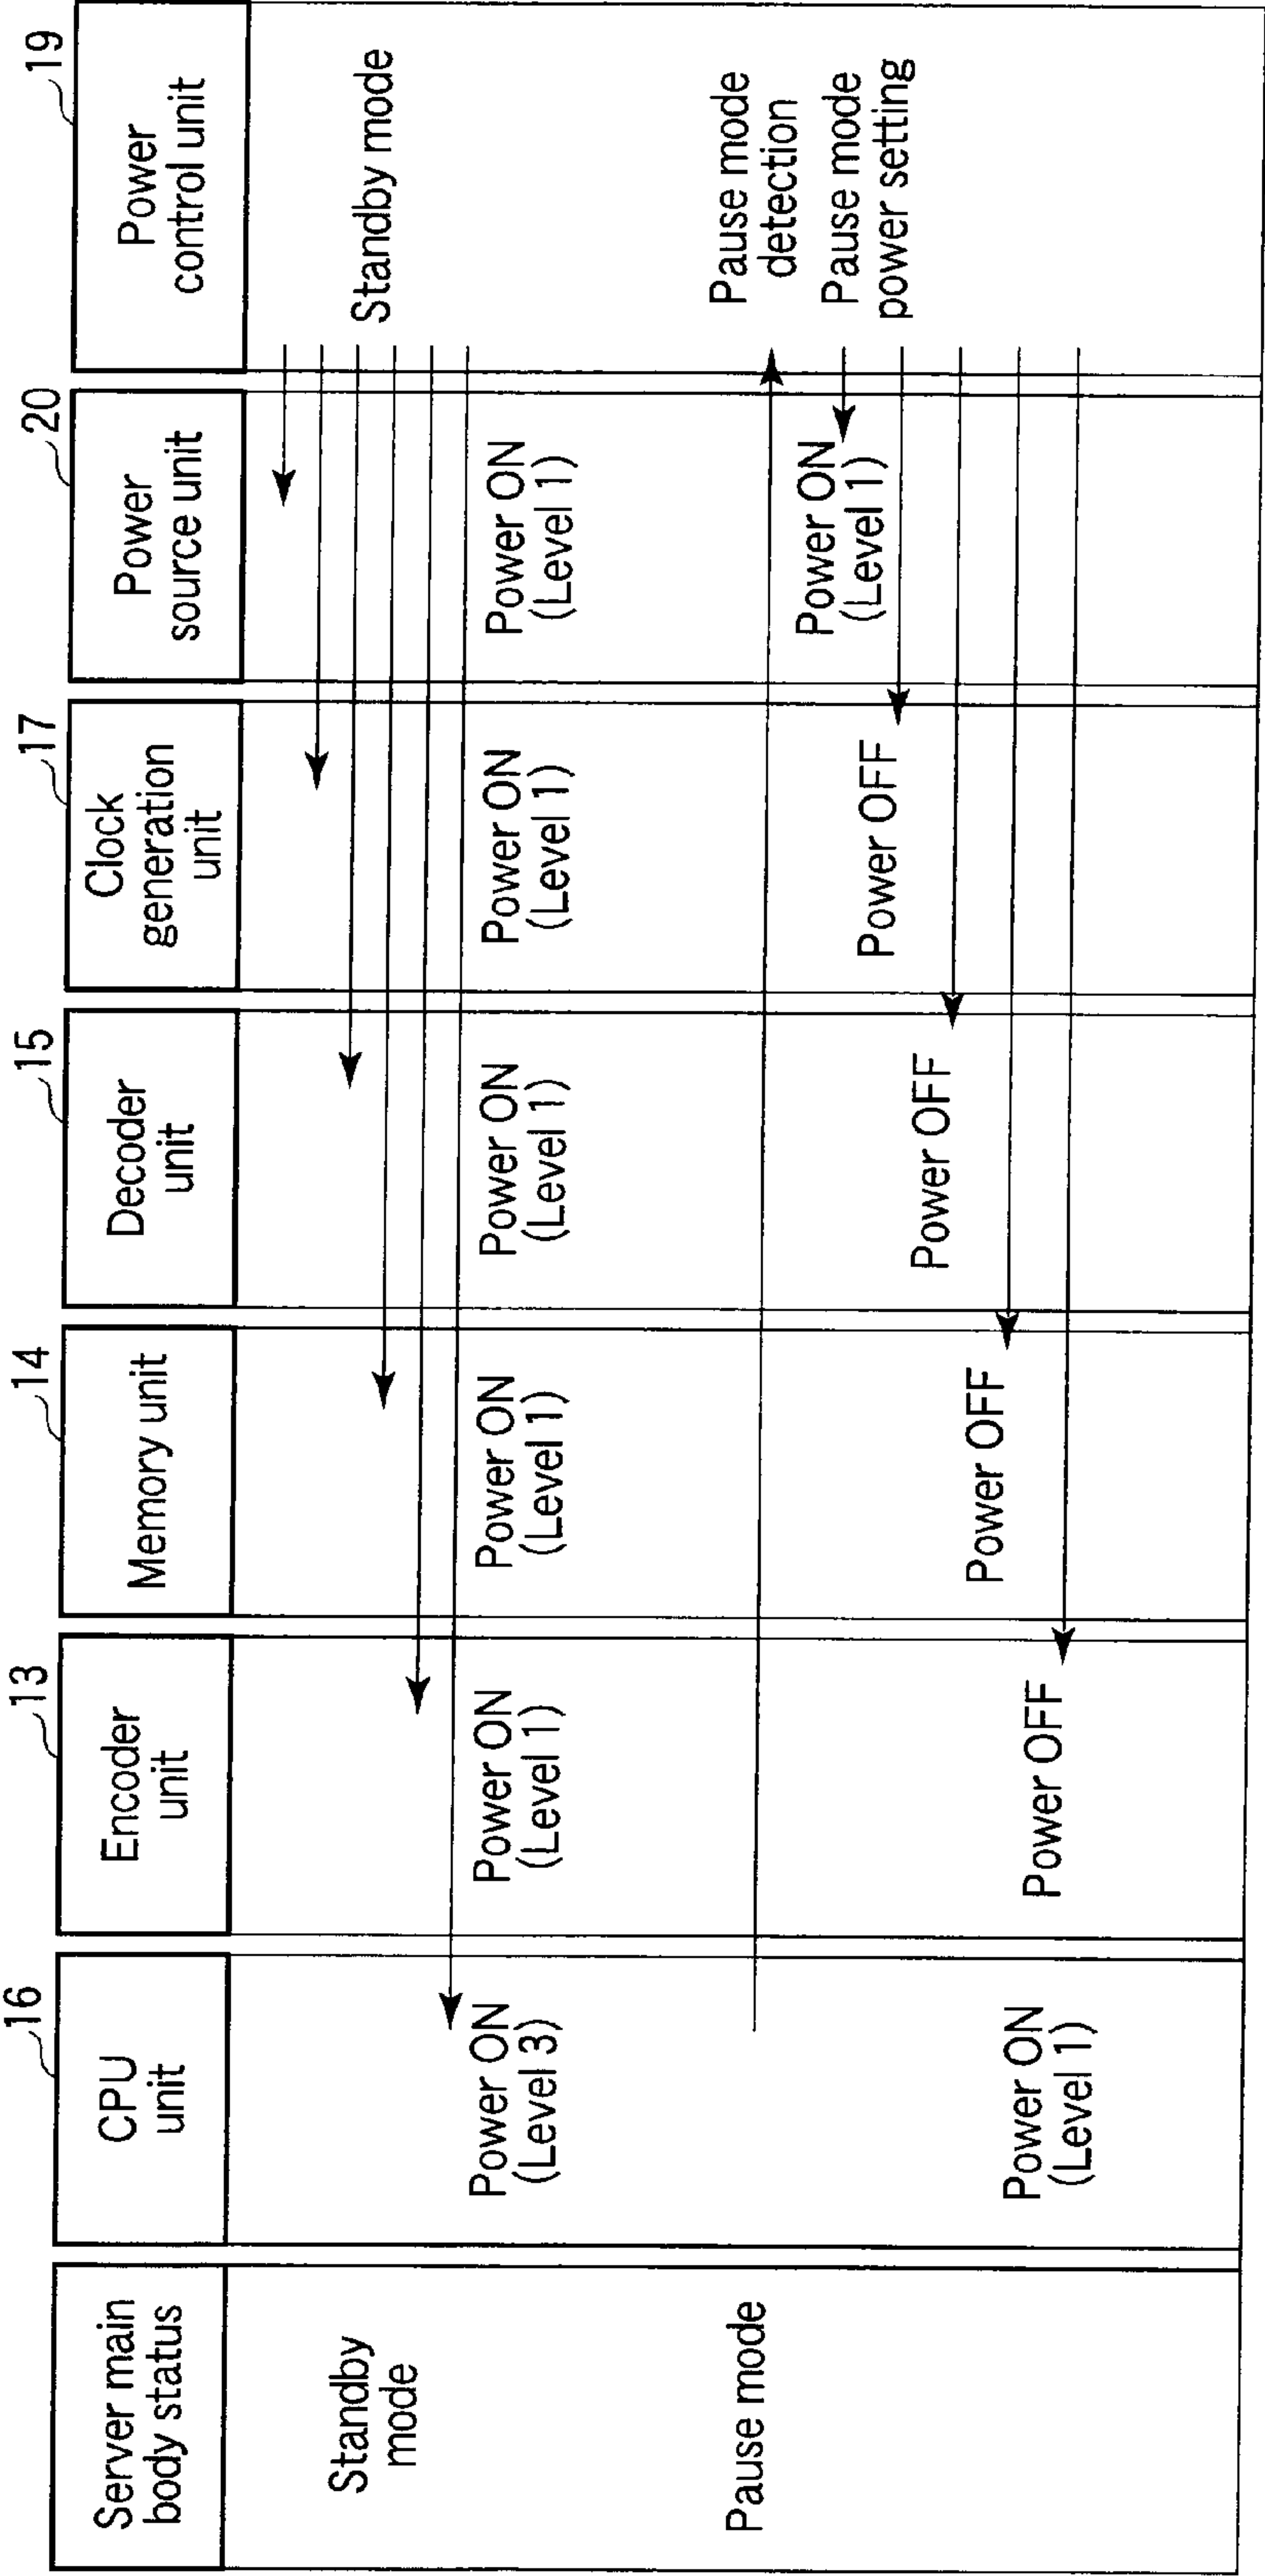 Server main
body status
16
CPU
unit
13
Encoder
unit
14
Memory unit
15
Decoder
unit
17
Clock
generation
unit
20
Power
source unit
19
Power
control unit
Standby
mode
Standby mode
Power ON
(Level 3)
Power ON
(Level 1)
Power ON
(Level 1)
Power ON
(Level 1)
Power ON
(Level 1)
Power ON
(Level 1)
Pause mode
Pause mode
detection
Pause mode
power setting
Power ON
(Level 1)
Power OFF
Power OFF
Power OFF
Power OFF
Power ON
(Level 1)